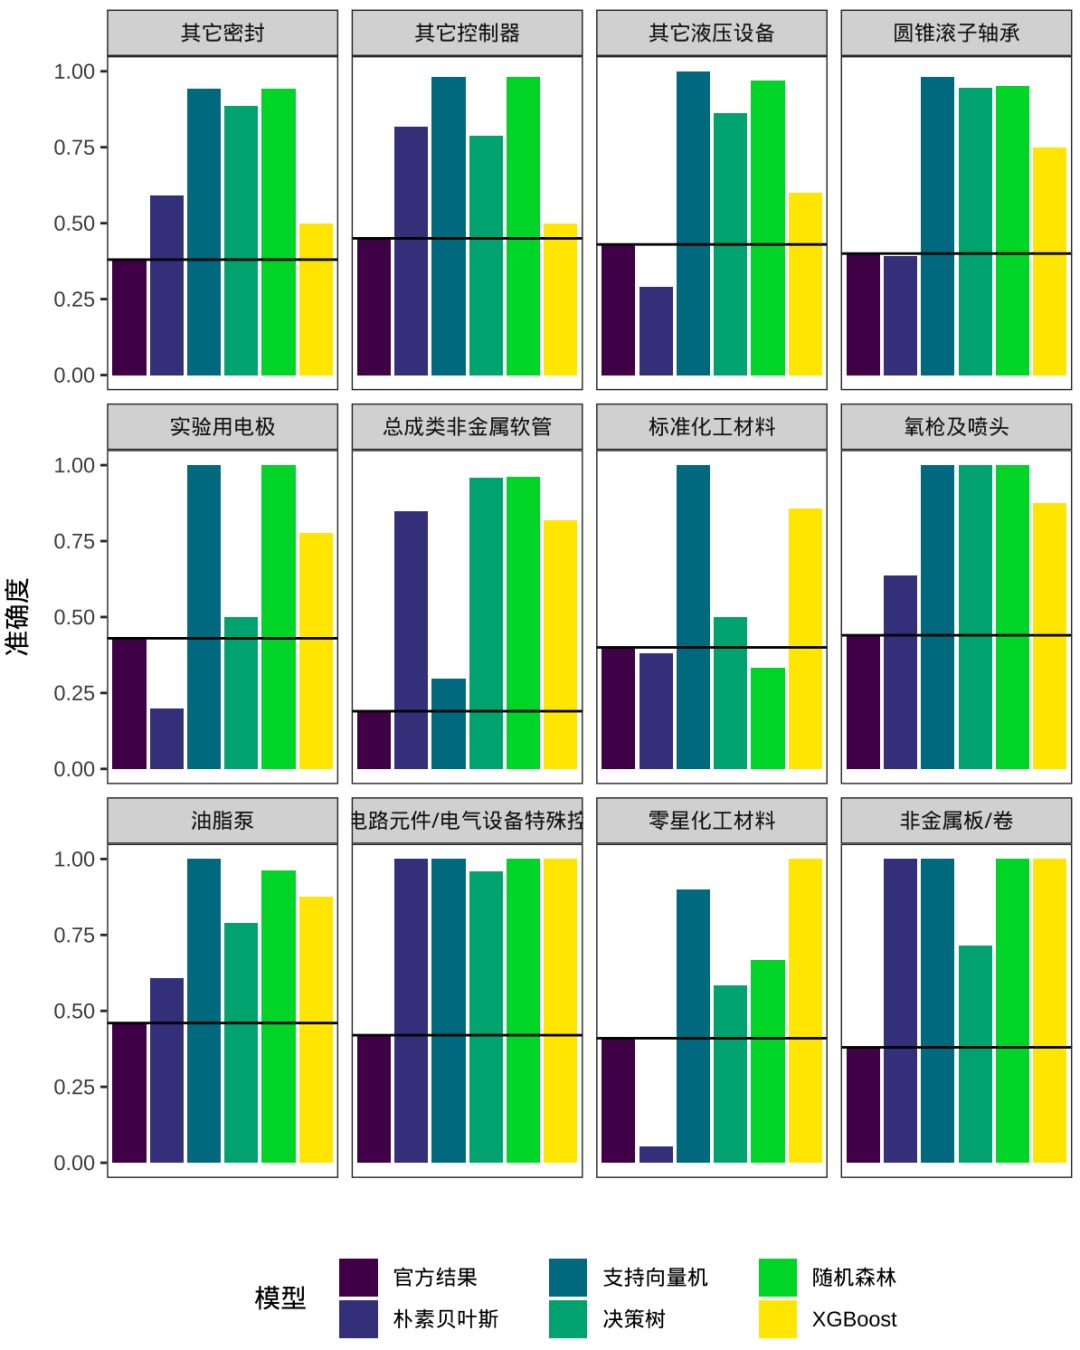 其它密封 其它控制器 其它液压设备 圆锥滚子轴承
1.00
0.75
0.50
0.25
0.00
实验用电极 总成类非金属软管 标准化工材料 氧枪及喷头
1.00
0.75
0.50
0.25
0.00
准确度
油脂泵 电路元件/电气设备特殊控 零星化工材料 非金属板/卷
1.00
0.75
0.50
0.25
0.00
模型
官方结果 支持向量机 随机森林
朴素贝叶斯 决策树 XGBoost